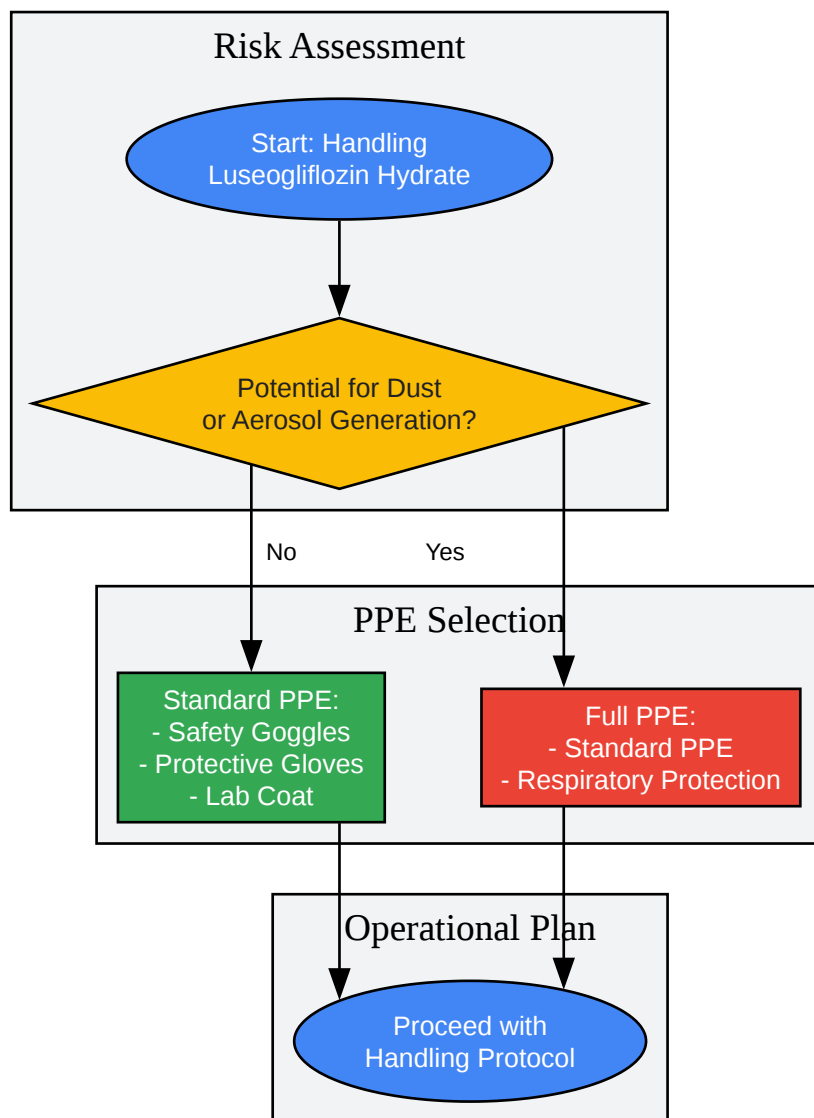 Risk Assessment
Start: Handling
Luseogliflozin Hydrate
Potential for Dust
or Aerosol Generation?
No
Yes
PPE Selection
Standard PPE:
- Safety Goggles
- Protective Gloves
- Lab Coat
Full PPE:
- Standard PPE
- Respiratory Protection
Operational Plan
Proceed with
Handling Protocol